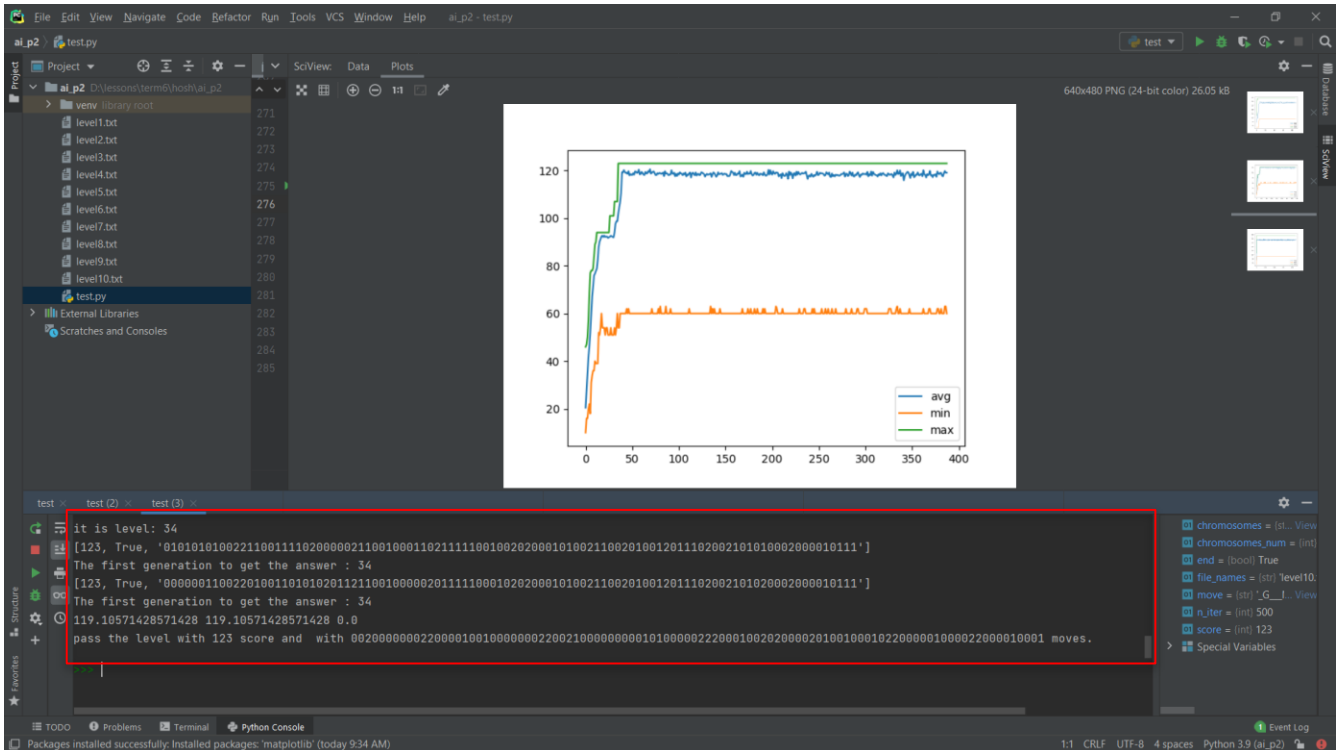 File Edit View Navigate Code Refactor Run Tools VCS Window Help ai_p2 - test.py
ai_p2 test.py test
Project SciView: Data Plots
ai_p2 D:\lessons\term6\hosh\ai_p2 1:1 640x480 PNG (24-bit color) 26.05 kB
venv library root
level1.txt
level2.txt
level3.txt
level4.txt
level5.txt
level6.txt
level7.txt
level8.txt
level9.txt
level10.txt
test.py
External Libraries
Scratches and Consoles
271
272
273
274
275
276
277
278
279
280
281
282
283
284
285
120
100
80
60
40
20
0 50 100 150 200 250 300 350 400
avg
min
max
Project
Structure
Favorites
Database
SciView
test test (2) test (3)
it is level: 34
The first generation to get the answer : 34
The first generation to get the answer : 34
119.10571428571428 119.10571428571428 0.0
pass the level with 123 score and with moves.
>>>
chromosomes = {st... View
chromosomes_num = {int}
end = {bool} True
file_names = {str} 'level10.
move = {str} '_G__l... View
n_iter = {int} 500
score = {int} 123
Special Variables
TODO Problems Terminal Python Console Event Log
Packages installed successfully: Installed packages: 'matplotlib' (today 9:34 AM) 1:1 CRLF UTF-8 4 spaces Python 3.9 (ai_p2)